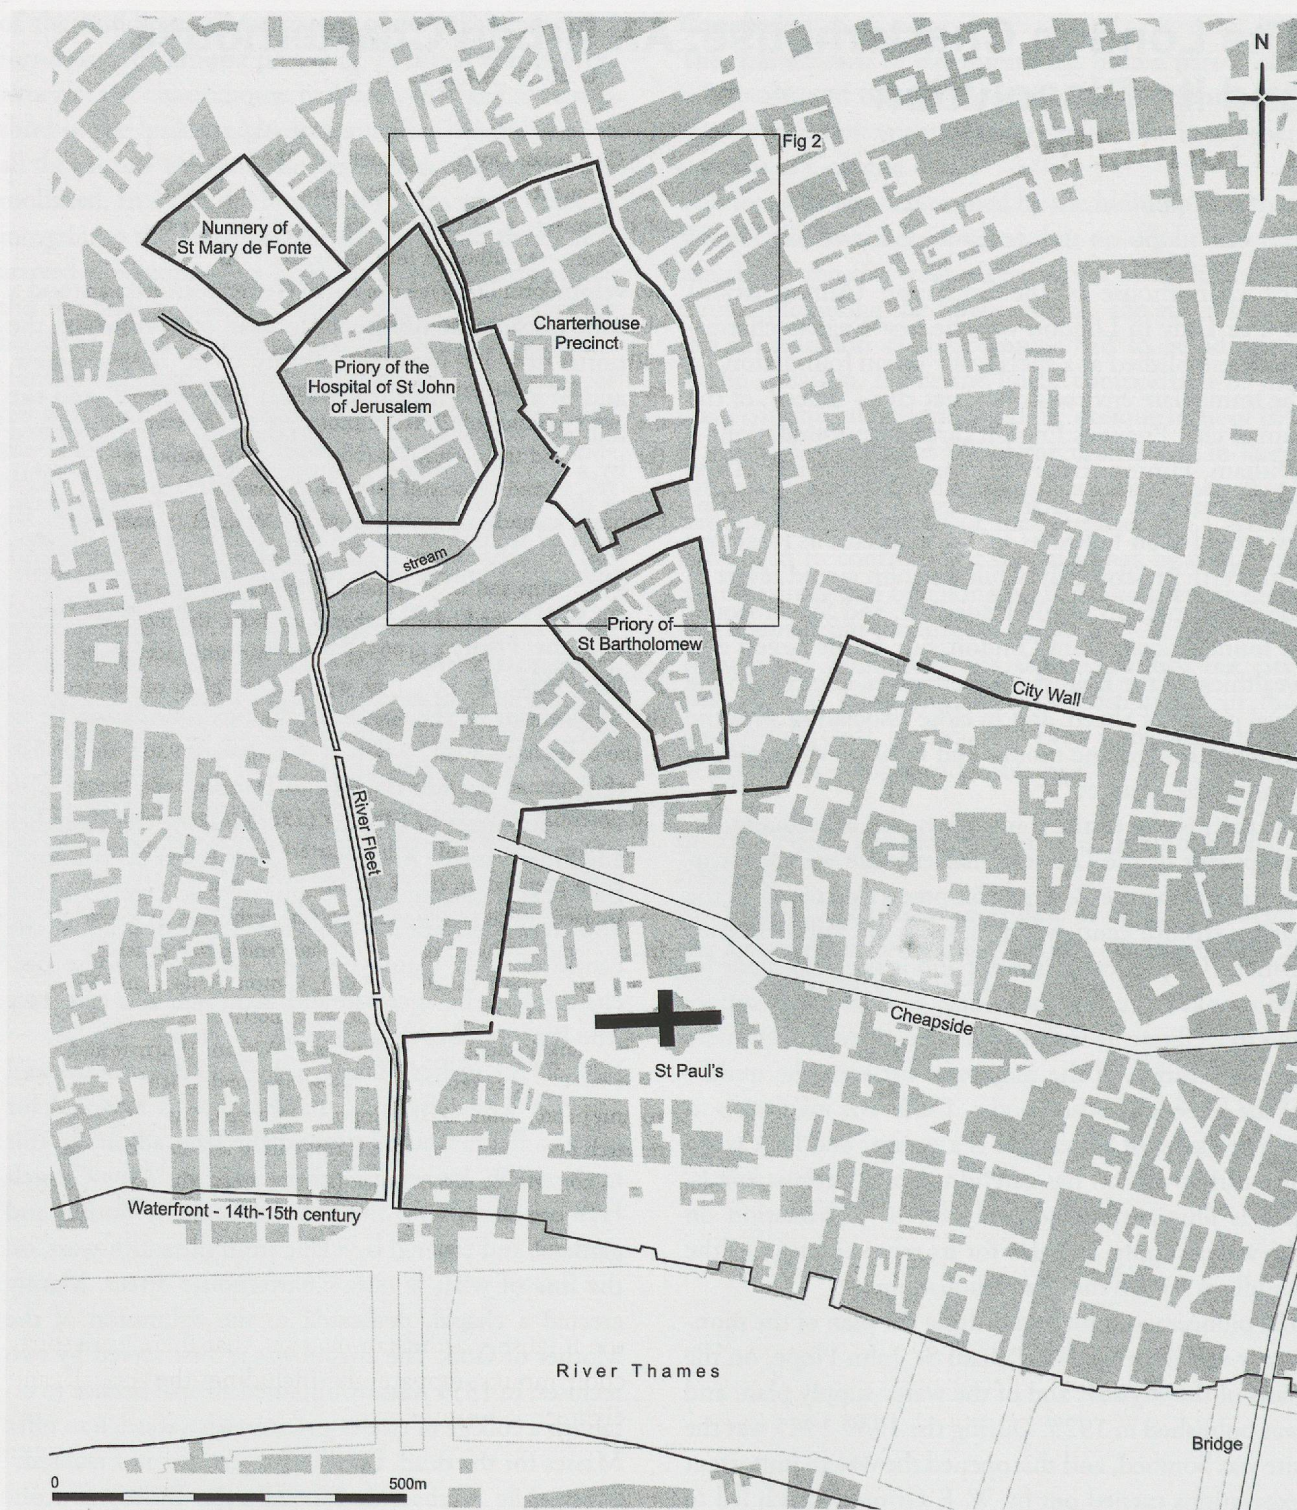 N
Fig 2
Nunnery of
St Mary de Fonte
Charterhouse
Precinct
Priory of the
Hospital of St John
of Jerusalem
stream
Priory of
St Bartholomew
City Wall
River Fleet
Cheapside
St Paul's
Waterfront - 14th-15th century
River Thames
Bridge
0
500m